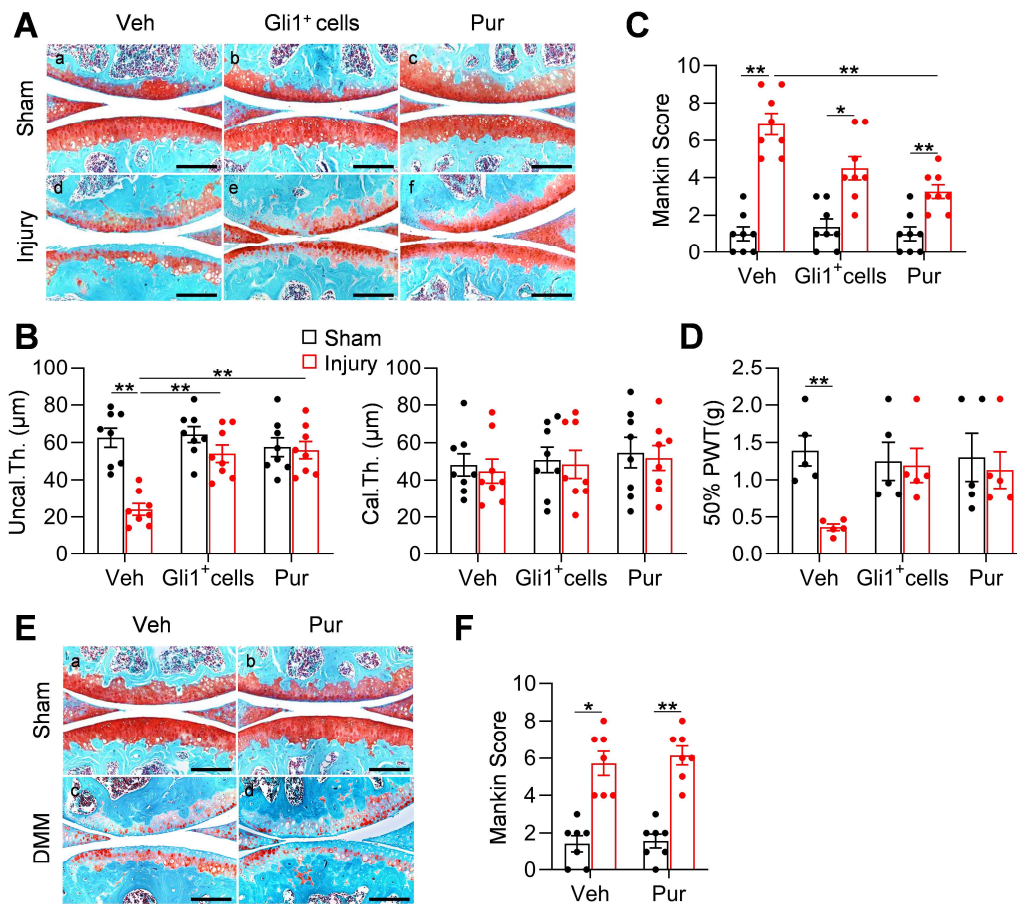 A
Veh
Gli1⁺ cells
Pur
Sham
a
b
c
Injury
d
e
f
C
Mankin Score
10
8
6
4
2
0
**
**
*
**
Veh
Gli1⁺ cells
Pur
B
Sham
Injury
Uncal.Th. (μm)
100
80
60
40
20
0
**
**
**
Veh
Gli1⁺ cells
Pur
Cal.Th. (μm)
100
80
60
40
20
0
Veh
Gli1⁺ cells
Pur
D
50% PWT(g)
2.5
2.0
1.5
1.0
0.5
0.0
**
Veh
Gli1⁺ cells
Pur
E
Veh
Pur
Sham
a
b
DMM
c
d
F
Mankin Score
10
8
6
4
2
0
*
**
Veh
Pur